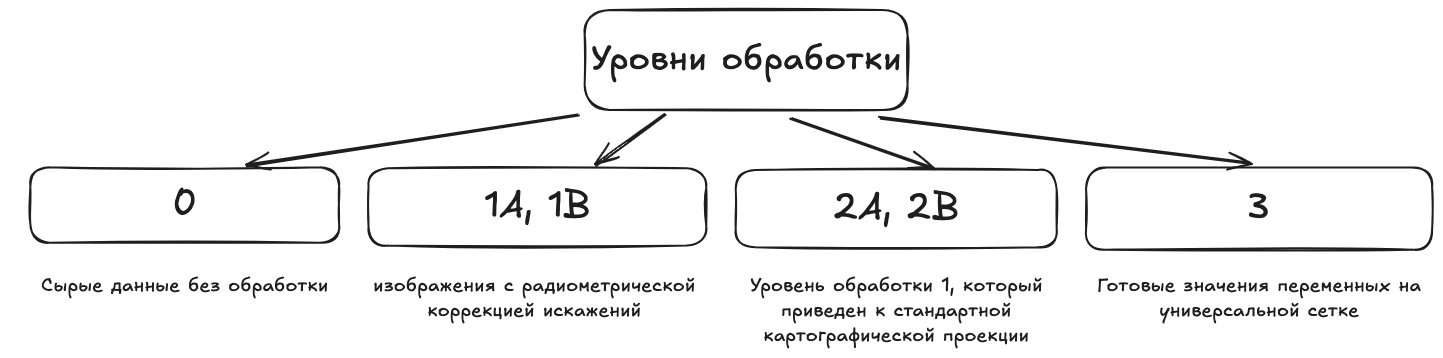 Уровни обработки
0
1A, 1B
2A, 2B
3
Сырые данные без обработки
изображения с радиометрической
коррекцией искажений
Уровень обработки 1, который
приведен к стандартной
картографической проекции
Готовые значения переменных на
универсальной сетке